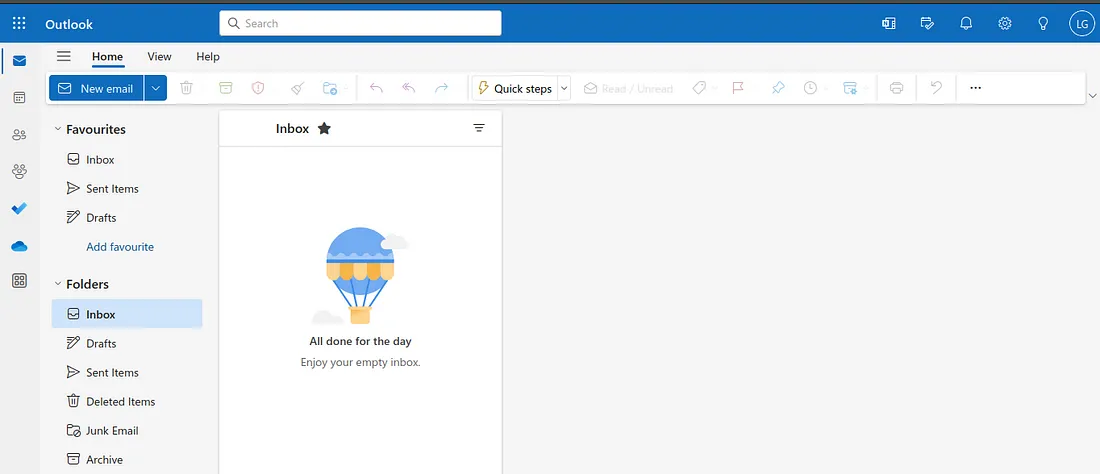 Outlook
Search
LG
Home View Help
New email
Quick steps
Read / Unread
Favourites
Inbox
Sent Items
Drafts
Add favourite
Folders
Inbox
Drafts
Sent Items
Deleted Items
Junk Email
Archive
Inbox
All done for the day
Enjoy your empty inbox.